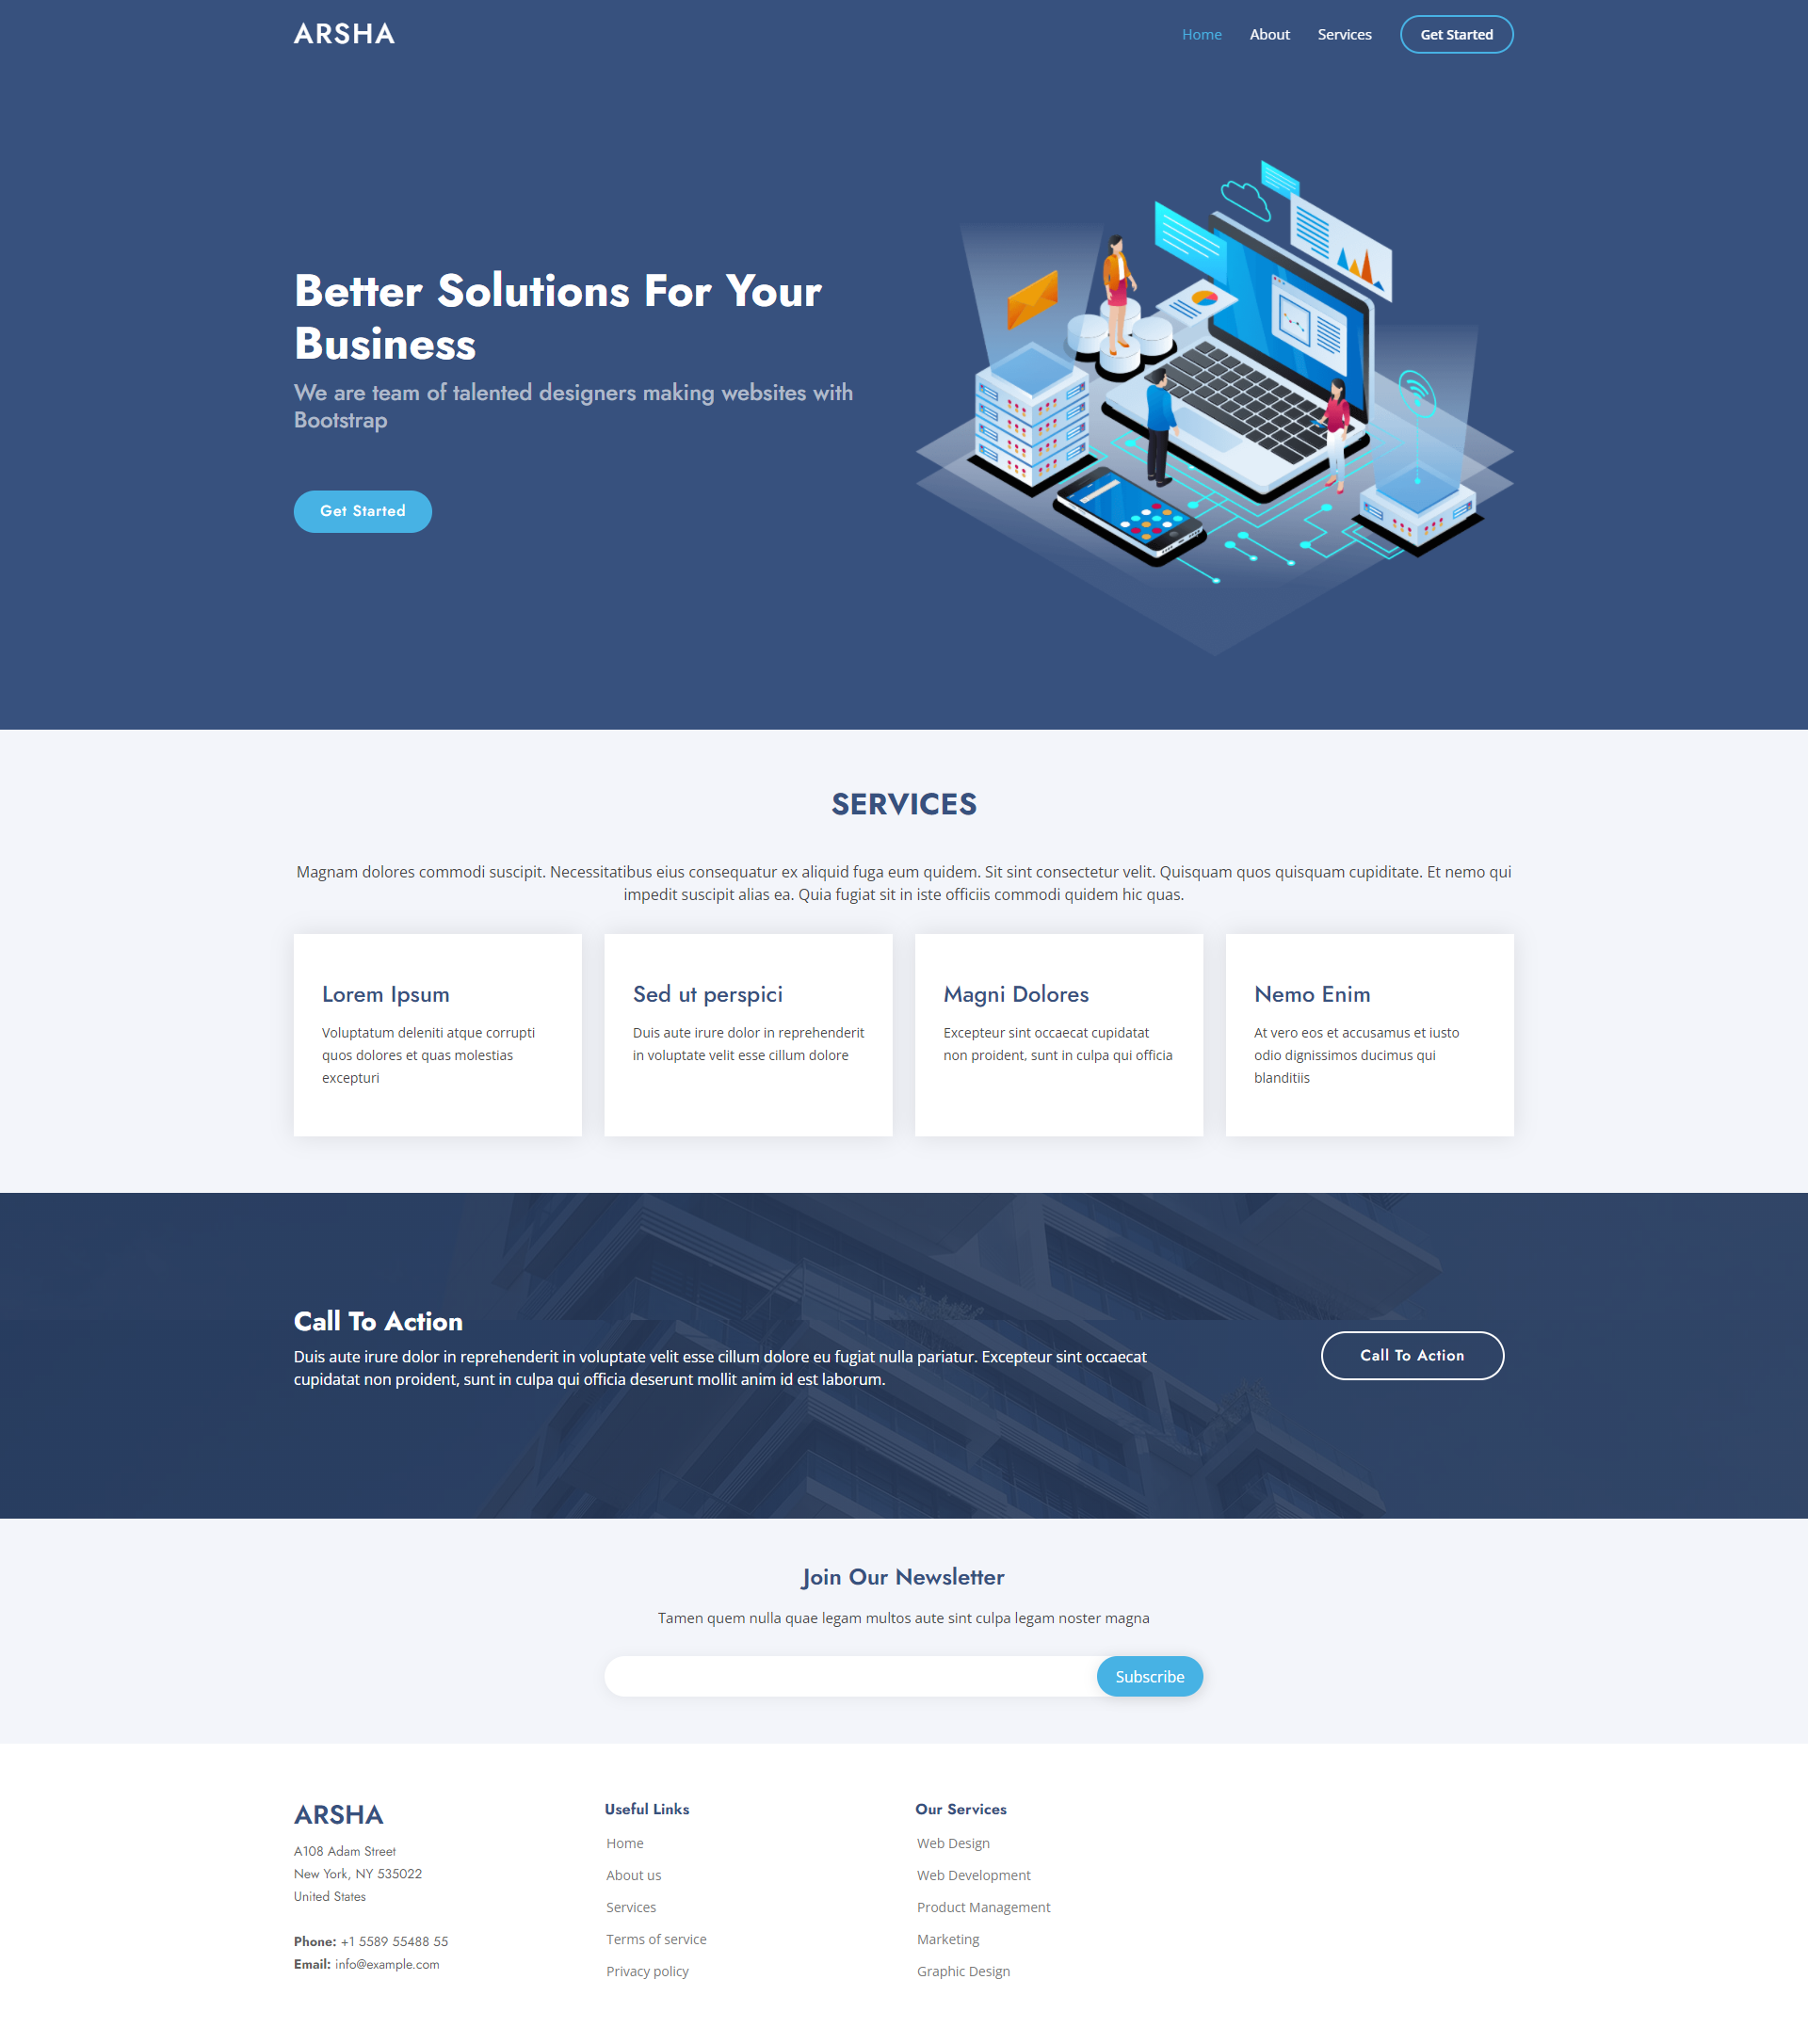 ARSHA
Home
About
Services
Get Started
Better Solutions For Your
Business
We are team of talented designers making websites with
Bootstrap
Get Started
SERVICES
Magnam dolores commodi suscipit. Necessitatibus eius consequatur ex aliquid fuga eum quidem. Sit sint consectetur velit. Quisquam quos quisquam cupiditate. Et nemo qui
impedit suscipit alias ea. Quia fugiat sit in iste officiis commodi quidem hic quas.
Lorem Ipsum
Voluptatum deleniti atque corrupti
quos dolores et quas molestias
excepturi
Sed ut perspici
Duis aute irure dolor in reprehenderit
in voluptate velit esse cillum dolore
Magni Dolores
Excepteur sint occaecat cupidatat
non proident, sunt in culpa qui officia
Nemo Enim
At vero eos et accusamus et iusto
odio dignissimos ducimus qui
blanditiis
Call To Action
Duis aute irure dolor in reprehenderit in voluptate velit esse cillum dolore eu fugiat nulla pariatur. Excepteur sint occaecat
cupidatat non proident, sunt in culpa qui officia deserunt mollit anim id est laborum.
Call To Action
Join Our Newsletter
Tamen quem nulla quae legam multos aute sint culpa legam noster magna
Subscribe
ARSHA
A108 Adam Street
New York, NY 535022
United States
Phone: +1 5589 55488 55
Email: info@example.com
Useful Links
Home
About us
Services
Terms of service
Privacy policy
Our Services
Web Design
Web Development
Product Management
Marketing
Graphic Design